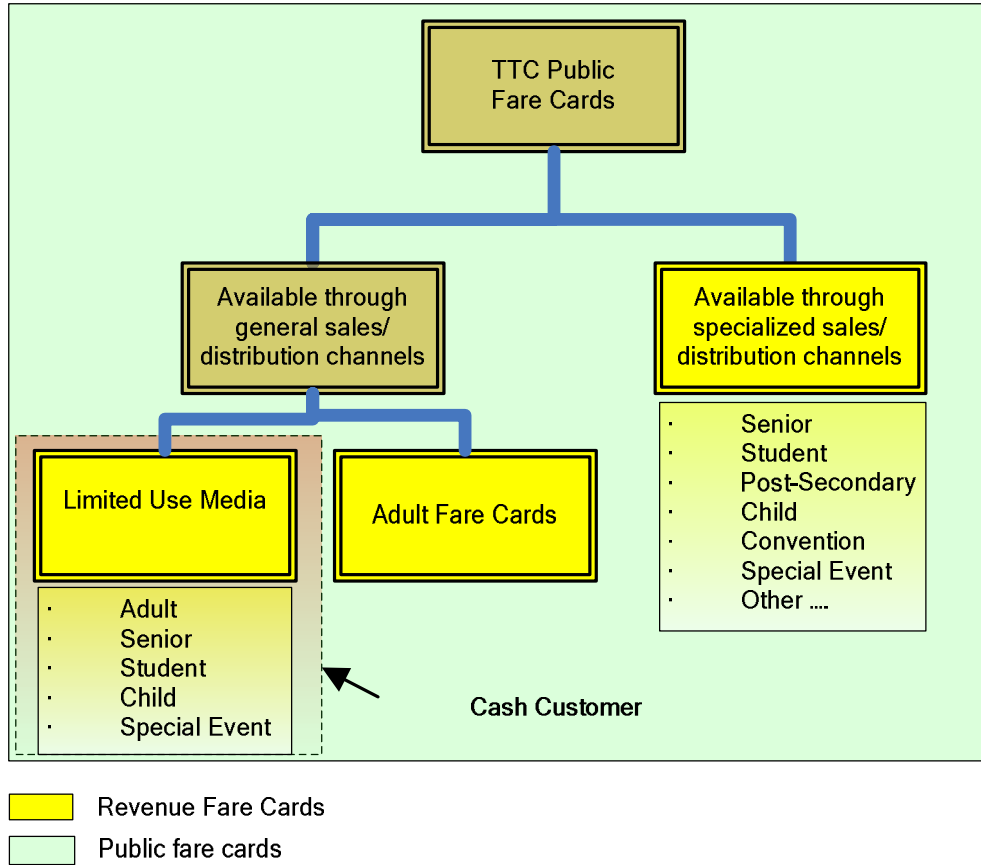 TTC Public
Fare Cards
Available through
general sales/
distribution channels
Available through
specialized sales/
distribution channels
Limited Use Media
Adult Fare Cards
· Senior
· Student
· Post-Secondary
· Child
· Convention
· Special Event
· Other ....
· Adult
· Senior
· Student
· Child
· Special Event
Cash Customer
Revenue Fare Cards
Public fare cards